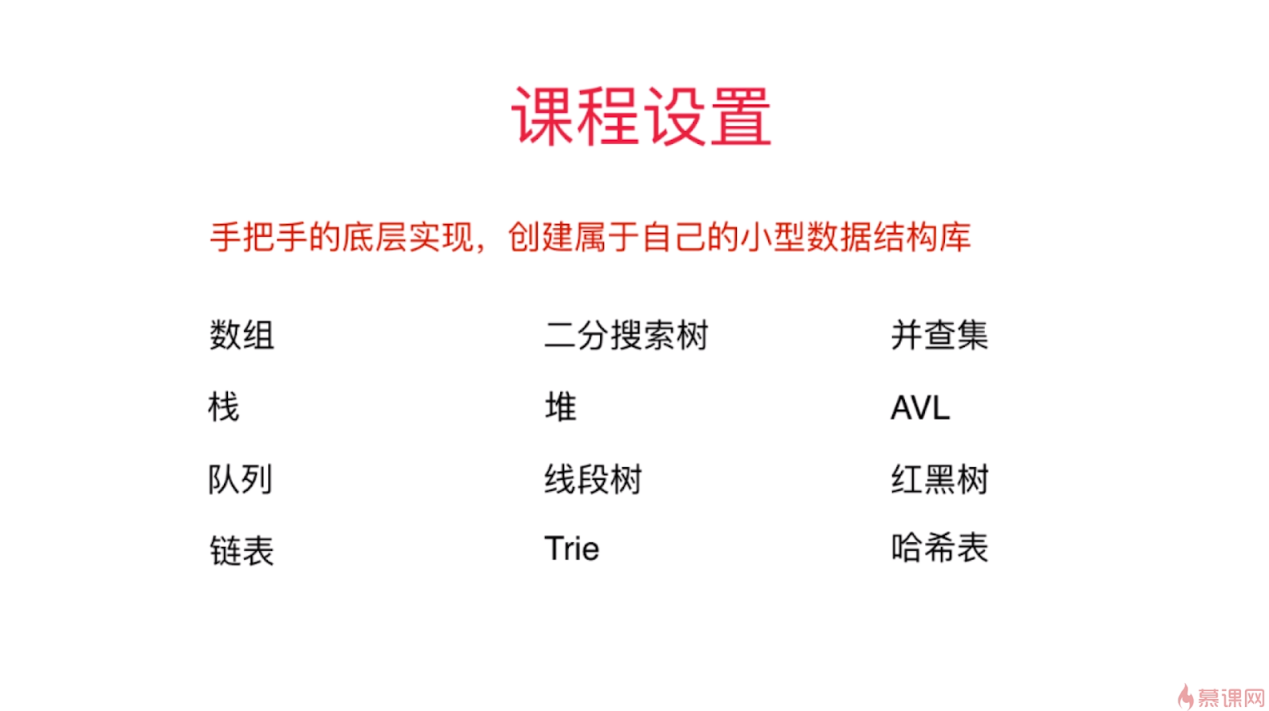 课程设置
手把手的底层实现，创建属于自己的小型数据结构库
数组 二分搜索树 并查集
栈 堆 AVL
队列 线段树 红黑树
链表 Trie 哈希表
慕课网